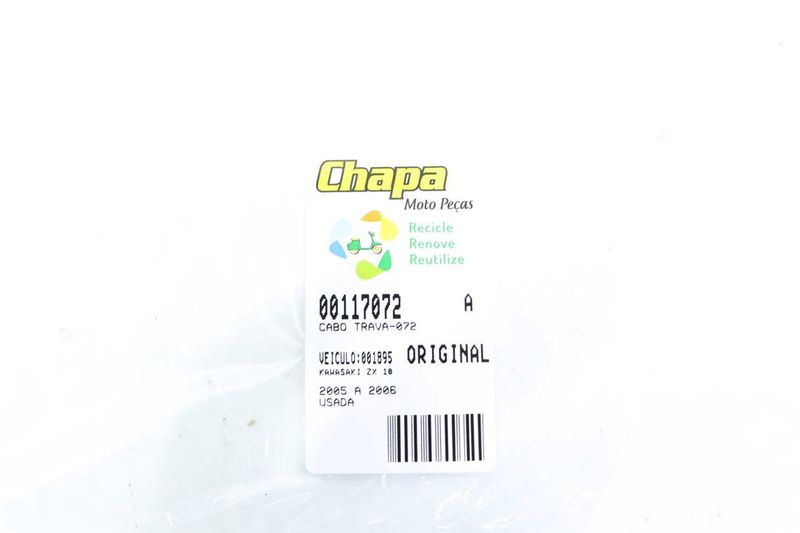 Chapa
Moto Peças
Recicle
Renove
Reutilize
00117072 A
CABO TRAVA-072
VEICULO:001895 ORIGINAL
KAWASAKI ZX 10
2005 A 2006
USADA